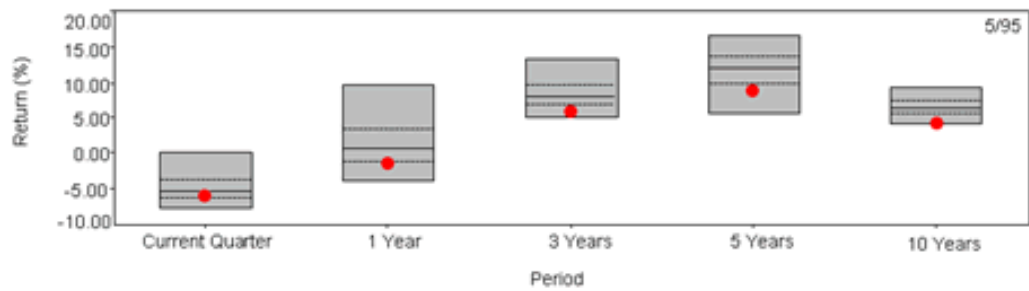 20.00
5/95
15.00
10.00
5.00
0.00
-5.00
-10.00
Return (%)
Current Quarter
1 Year
3 Years
5 Years
10 Years
Period